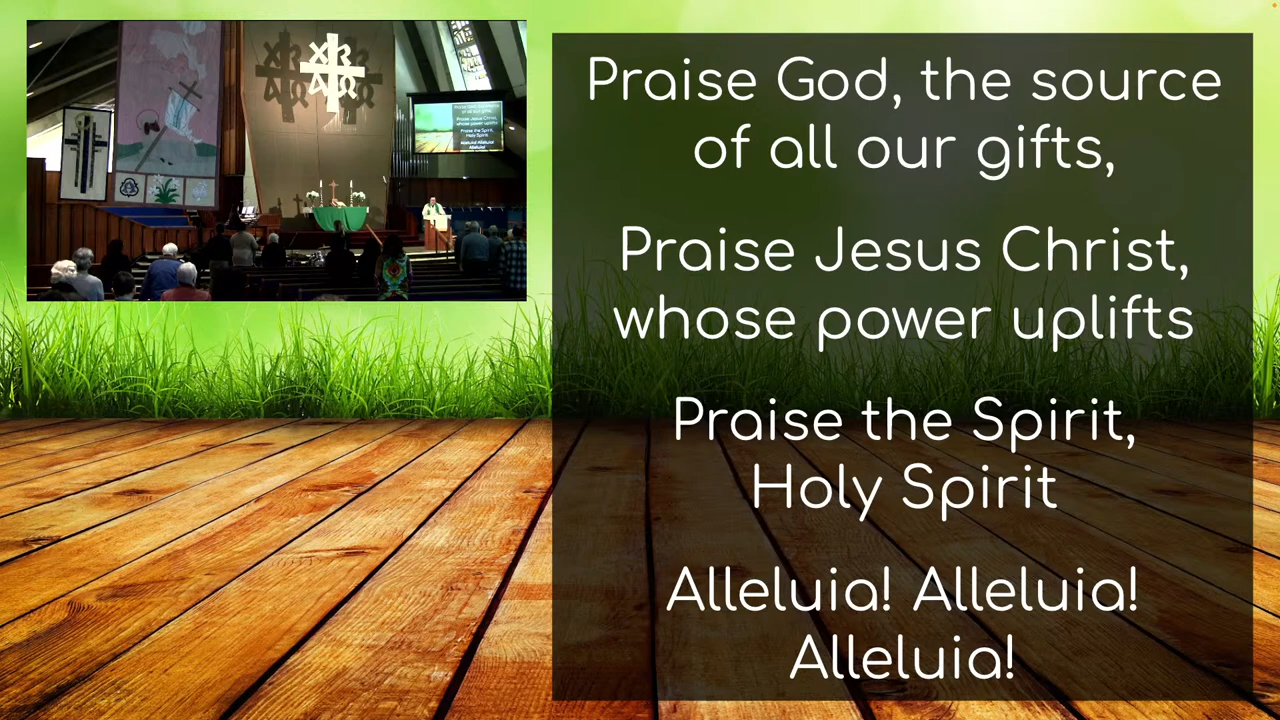 Praise God, the source
of all our gifts,
Praise Jesus Christ,
whose power uplifts
Praise the Spirit,
Holy Spirit
Alleluia! Alleluia!
Alleluia!